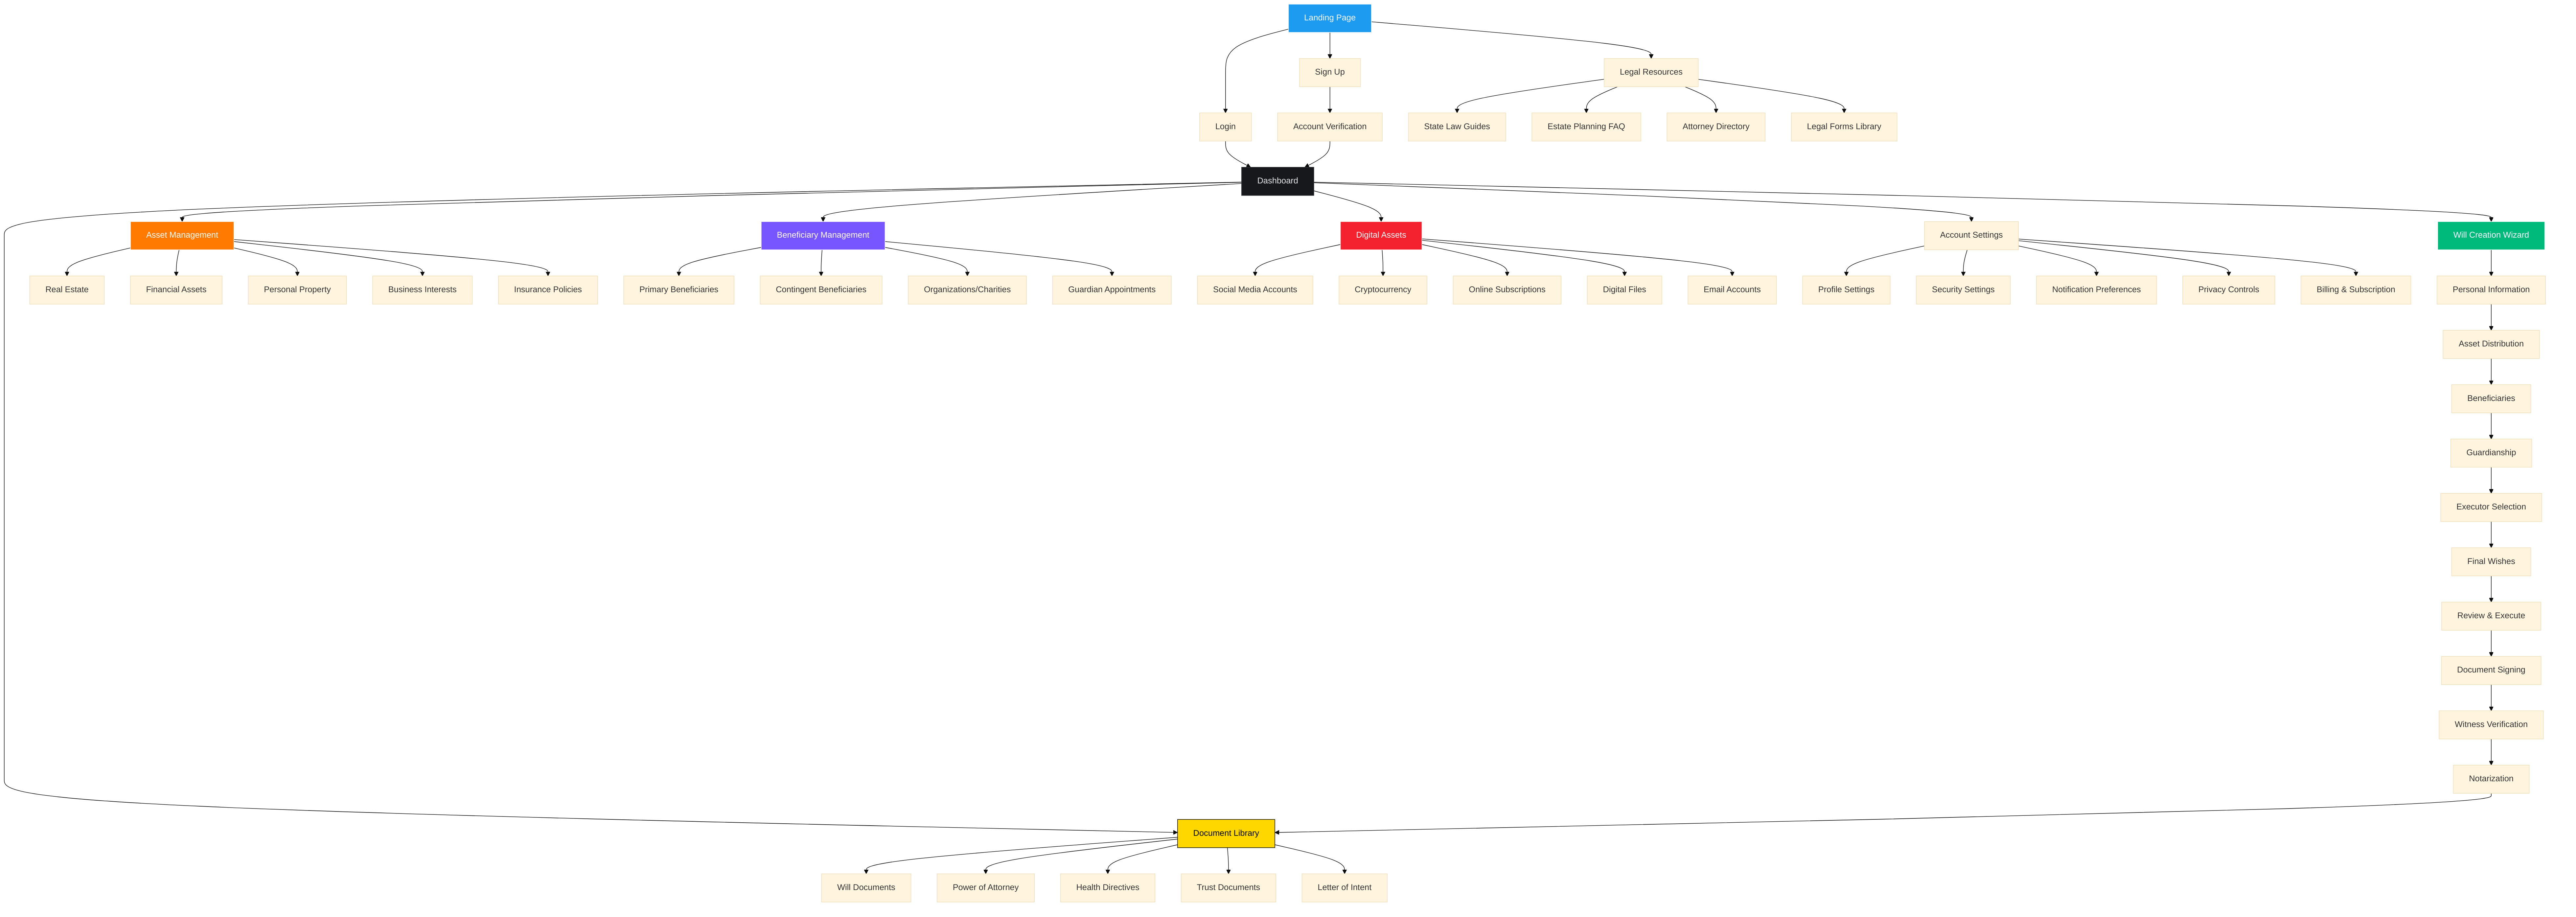 Landing Page
Sign Up
Legal Resources
Login
Account Verification
State Law Guides
Estate Planning FAQ
Attorney Directory
Legal Forms Library
Dashboard
Asset Management
Beneficiary Management
Digital Assets
Account Settings
Will Creation Wizard
Real Estate
Financial Assets
Personal Property
Business Interests
Insurance Policies
Primary Beneficiaries
Contingent Beneficiaries
Organizations/Charities
Guardian Appointments
Social Media Accounts
Cryptocurrency
Online Subscriptions
Digital Files
Email Accounts
Profile Settings
Security Settings
Notification Preferences
Privacy Controls
Billing & Subscription
Personal Information
Asset Distribution
Beneficiaries
Guardianship
Executor Selection
Final Wishes
Review & Execute
Document Signing
Witness Verification
Notarization
Document Library
Will Documents
Power of Attorney
Health Directives
Trust Documents
Letter of Intent